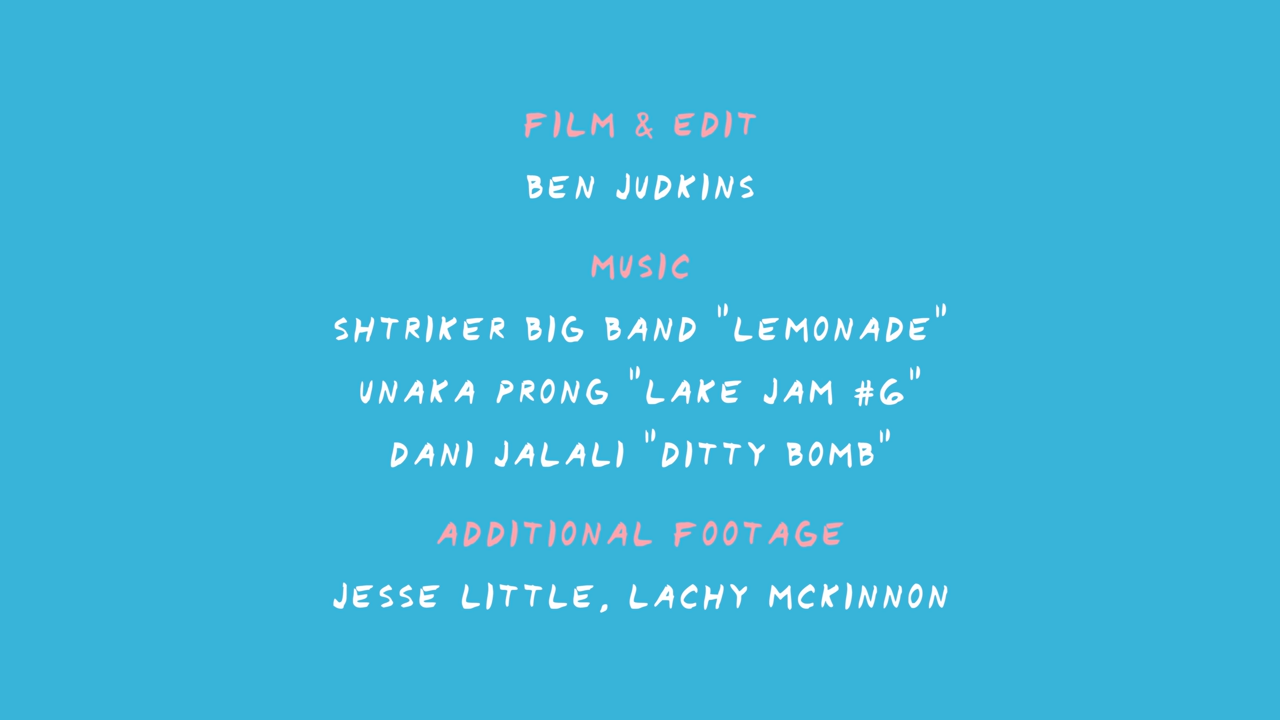 FILM & EDIT
BEN JUDKINS
MUSIC
SHTRIKER BIG BAND "LEMONADE"
UNAKA PRONG "LAKE JAM #6"
DANI JALALI "DITTY BOMB"
ADDITIONAL FOOTAGE
JESSE LITTLE, LACHY MCKINNON